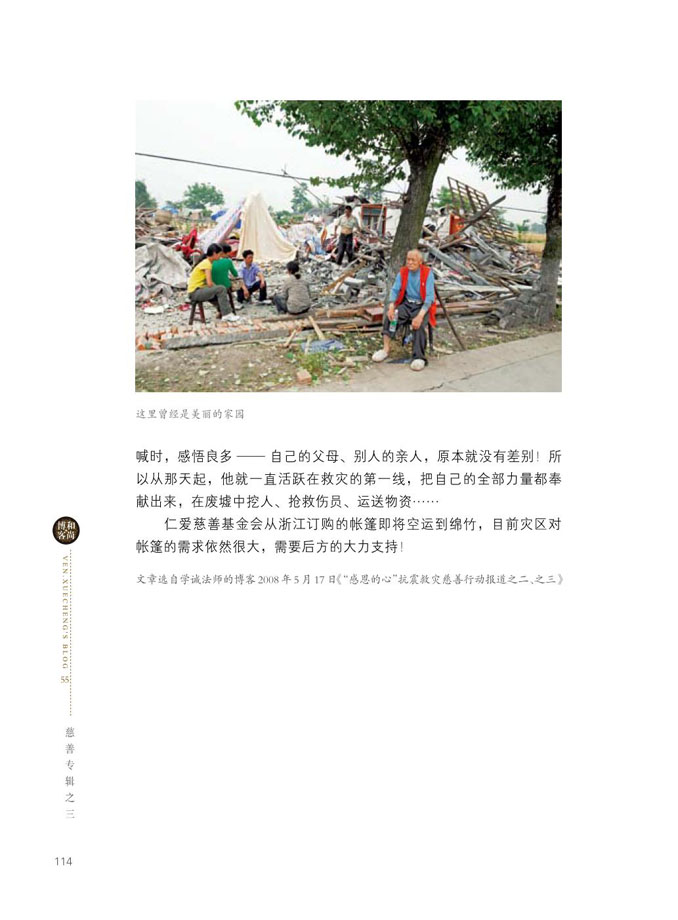 这里曾经是美丽的家园
喊时，感悟良多 —— 自己的父母、别人的亲人，原本就没有差别！所
以从那天起，他就一直活跃在救灾的第一线，把自己的全部力量都奉
献出来，在废墟中挖人、抢救伤员、运送物资……
仁爱慈善基金会从浙江订购的帐篷即将空运到绵竹，目前灾区对
帐篷的需求依然很大，需要后方的大力支持！
文章选自学诚法师的博客2008年5月17日《“感恩的心”抗震救灾慈善行动报道之二、之三》
和尚博客
VEN.XUECHENG'S BLOG
55
慈善专辑之三
114